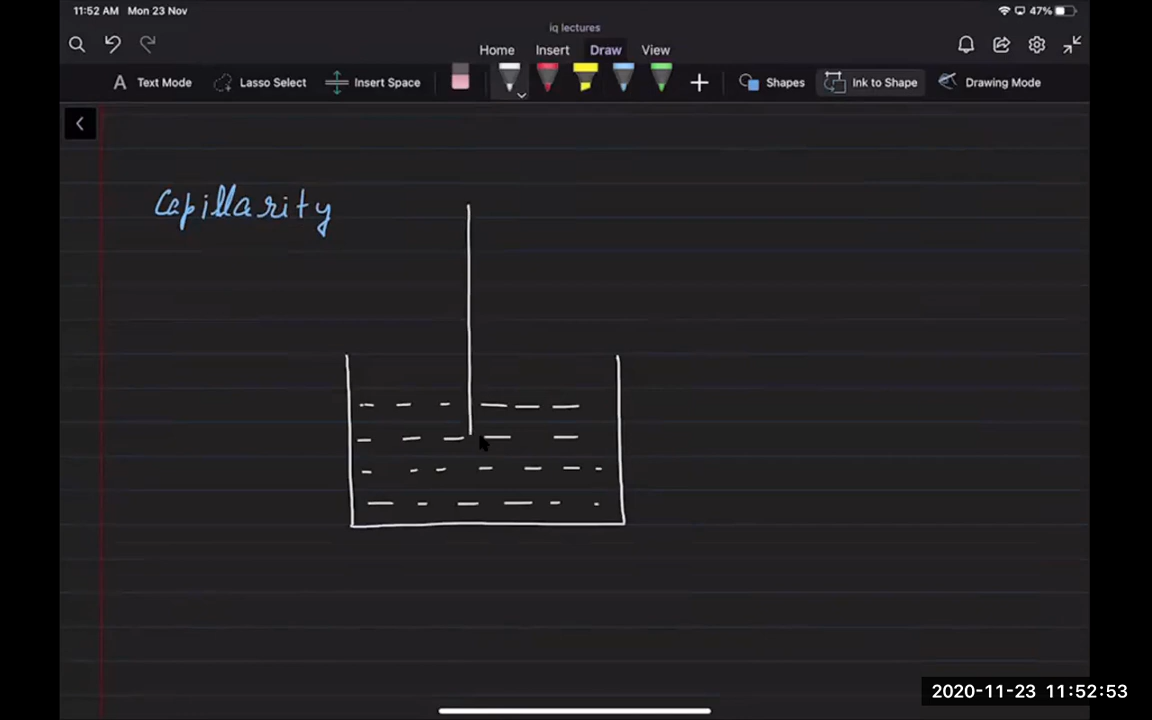 11:52 AM Mon 23 Nov
47%
iq lectures
Home Insert Draw View
Text Mode Lasso Select Insert Space Shapes Ink to Shape Drawing Mode
Capillarity
2020-11-23 11:52:53